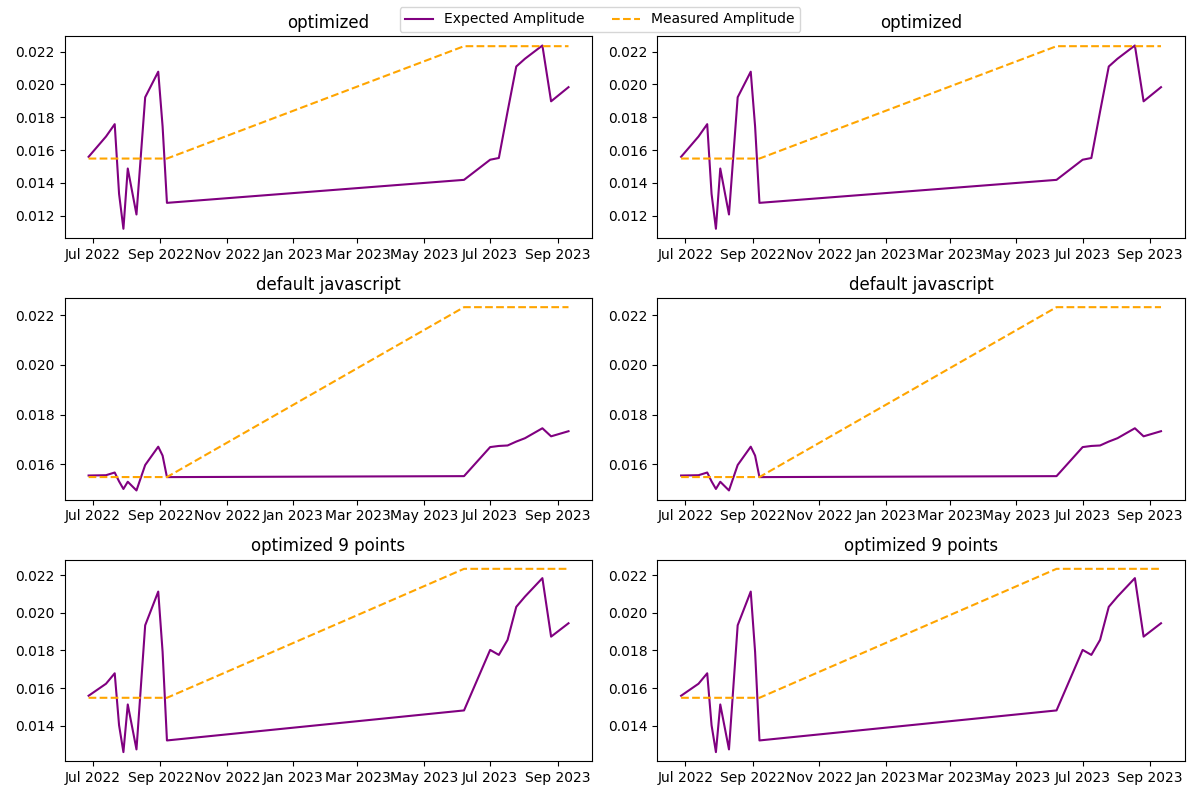 Expected Amplitude Measured Amplitude
optimized optimized
0.022 0.022
0.020 0.020
0.018 0.018
0.016 0.016
0.014 0.014
0.012 0.012
Jul 2022 Sep 2022 Nov 2022 Jan 2023 Mar 2023 May 2023 Jul 2023 Sep 2023 Jul 2022 Sep 2022 Nov 2022 Jan 2023 Mar 2023 May 2023 Jul 2023 Sep 2023
default javascript default javascript
0.022 0.022
0.020 0.020
0.018 0.018
0.016 0.016
Jul 2022 Sep 2022 Nov 2022 Jan 2023 Mar 2023 May 2023 Jul 2023 Sep 2023 Jul 2022 Sep 2022 Nov 2022 Jan 2023 Mar 2023 May 2023 Jul 2023 Sep 2023
optimized 9 points optimized 9 points
0.022 0.022
0.020 0.020
0.018 0.018
0.016 0.016
0.014 0.014
Jul 2022 Sep 2022 Nov 2022 Jan 2023 Mar 2023 May 2023 Jul 2023 Sep 2023 Jul 2022 Sep 2022 Nov 2022 Jan 2023 Mar 2023 May 2023 Jul 2023 Sep 2023